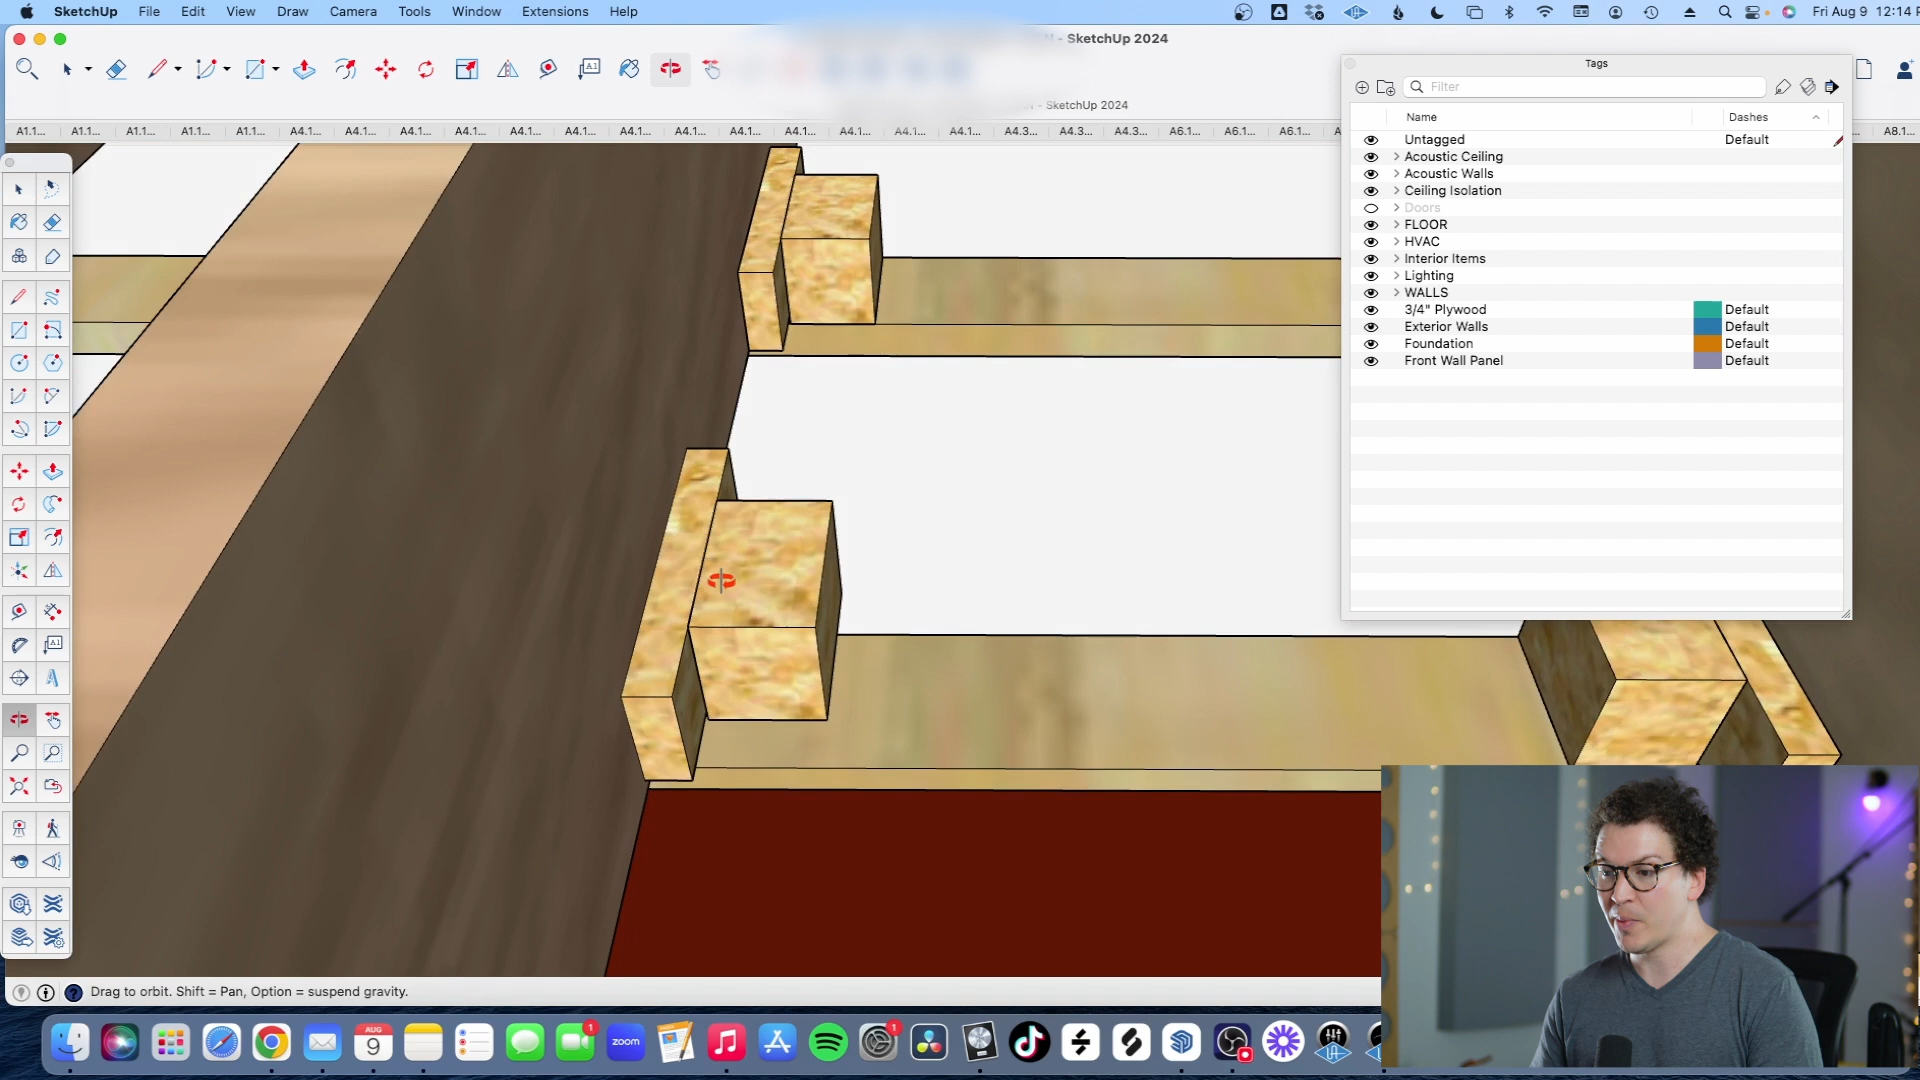 SketchUp File Edit View Draw Camera Tools Window Extensions Help
Fri Aug 9 12:14 P
- SketchUp 2024
- SketchUp 2024
A1.1... A1.1... A1.1... A1.1... A1.1... A4.1... A4.1... A4.1... A4.1... A4.1... A4.1... A4.1... A4.1... A4.1... A4.1... A4.1... A4.1... A4.1... A4.3... A4.3... A4.3... A6.1... A6.1... A8.1...
Tags
Filter
Name Dashes
Untagged Default
Acoustic Ceiling
Acoustic Walls
Ceiling Isolation
Doors
FLOOR
HVAC
Interior Items
Lighting
WALLS
3/4" Plywood Default
Exterior Walls Default
Foundation Default
Front Wall Panel Default
Drag to orbit. Shift = Pan, Option = suspend gravity.
AUG
9
zoom
1
1